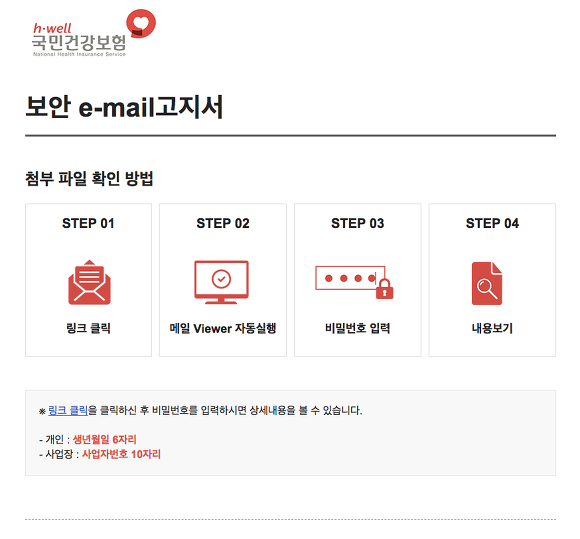 h·well
국민건강보험
National Health Insurance Service
보안 e-mail고지서
첨부 파일 확인 방법
STEP 01
STEP 02
STEP 03
STEP 04
링크 클릭
메일 Viewer 자동실행
비밀번호 입력
내용보기
※ 링크 클릭을 클릭하신 후 비밀번호를 입력하시면 상세내용을 볼 수 있습니다.
- 개인 : 생년월일 6자리
- 사업장 : 사업자번호 10자리